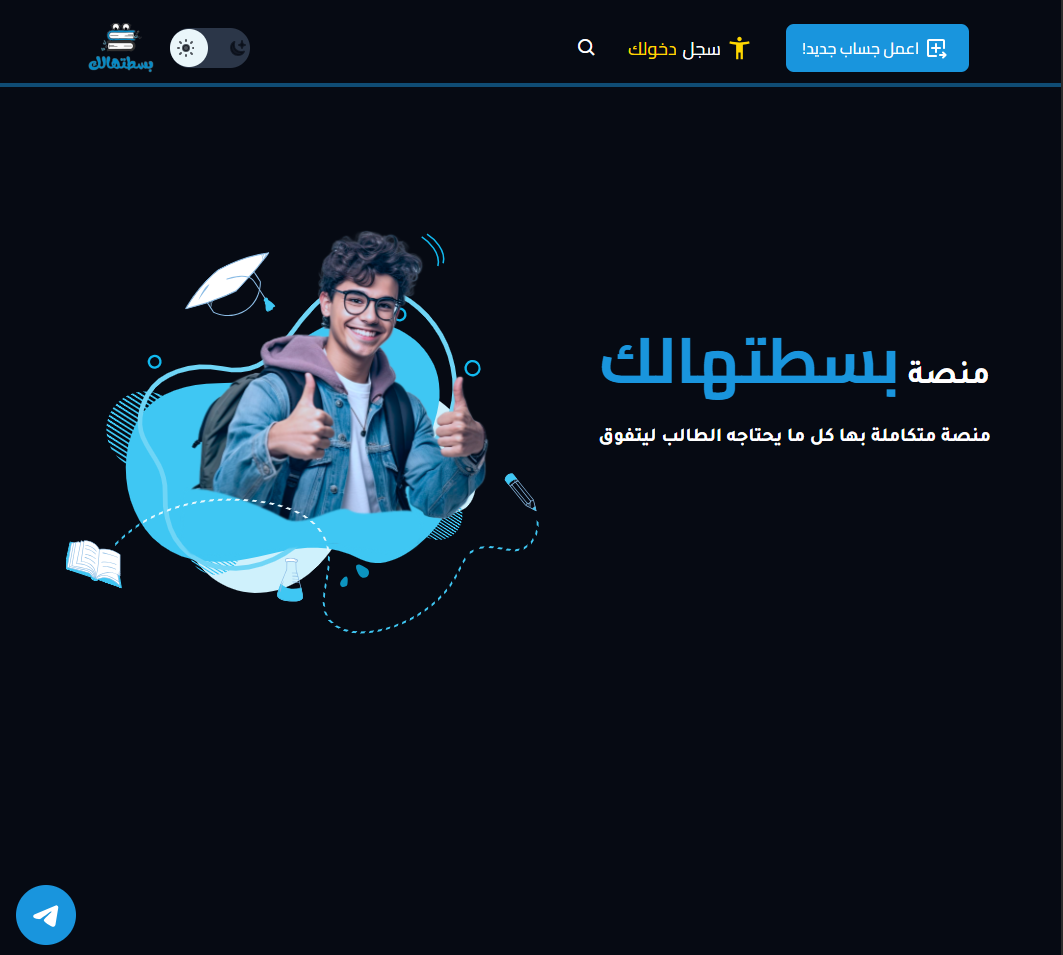 اعمل جساب جديد!
سجل دخولك
بسطتهالك
منصة بسطتهالك
منصة متكاملة بها كل ما يحتاجه الطالب ليتفوق